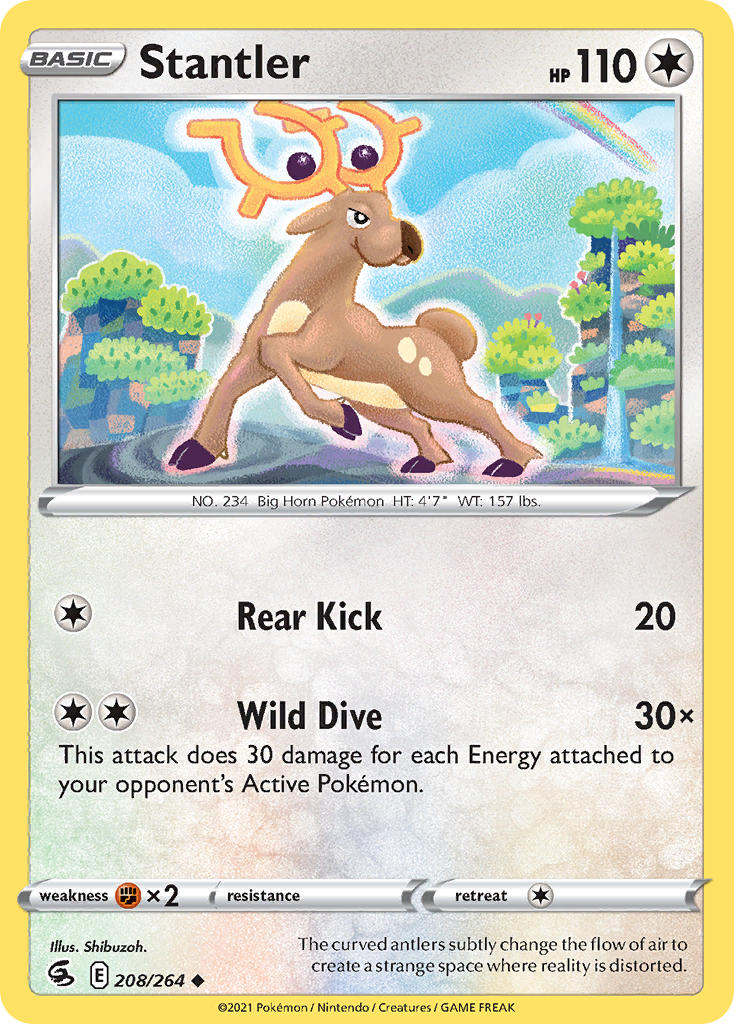 BASIC Stantler HP 110
NO. 234 Big Horn Pokémon HT: 4'7" WT: 157 lbs.
Rear Kick 20
Wild Dive 30×
This attack does 30 damage for each Energy attached to
your opponent's Active Pokémon.
weakness ×2 resistance retreat
Illus. Shibuzoh.
The curved antlers subtly change the flow of air to
create a strange space where reality is distorted.
E 208/264
©2021 Pokémon / Nintendo / Creatures / GAME FREAK